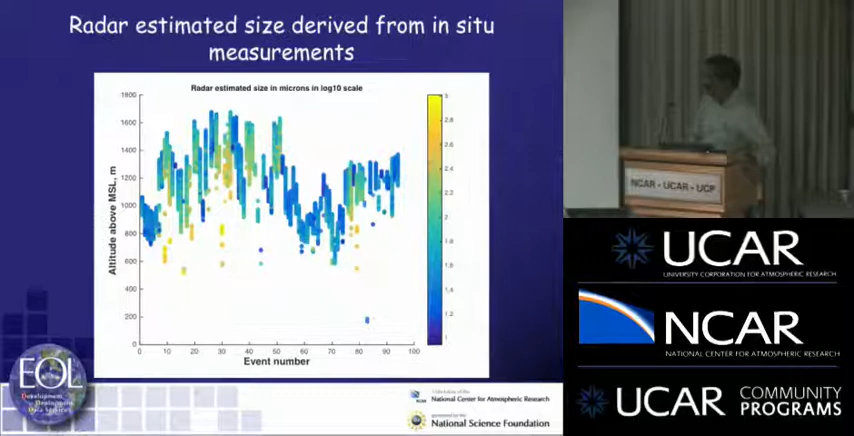 Radar estimated size derived from in situ
measurements
Radar estimated size in microns in log10 scale
1800
1600
1400
1200
1000
800
600
400
200
0
Altitude above MSL, m
0 10 20 30 40 50 60 70 80 90 100
Event number
3
2.8
2.6
2.4
2.2
2
1.8
1.6
1.4
1.2
1
EOL
National Center for Atmospheric Research
National Science Foundation
NCAR - UCAR - UCP
UCAR
UNIVERSITY CORPORATION FOR ATMOSPHERIC RESEARCH
NCAR
NATIONAL CENTER FOR ATMOSPHERIC RESEARCH
UCAR COMMUNITY
PROGRAMS